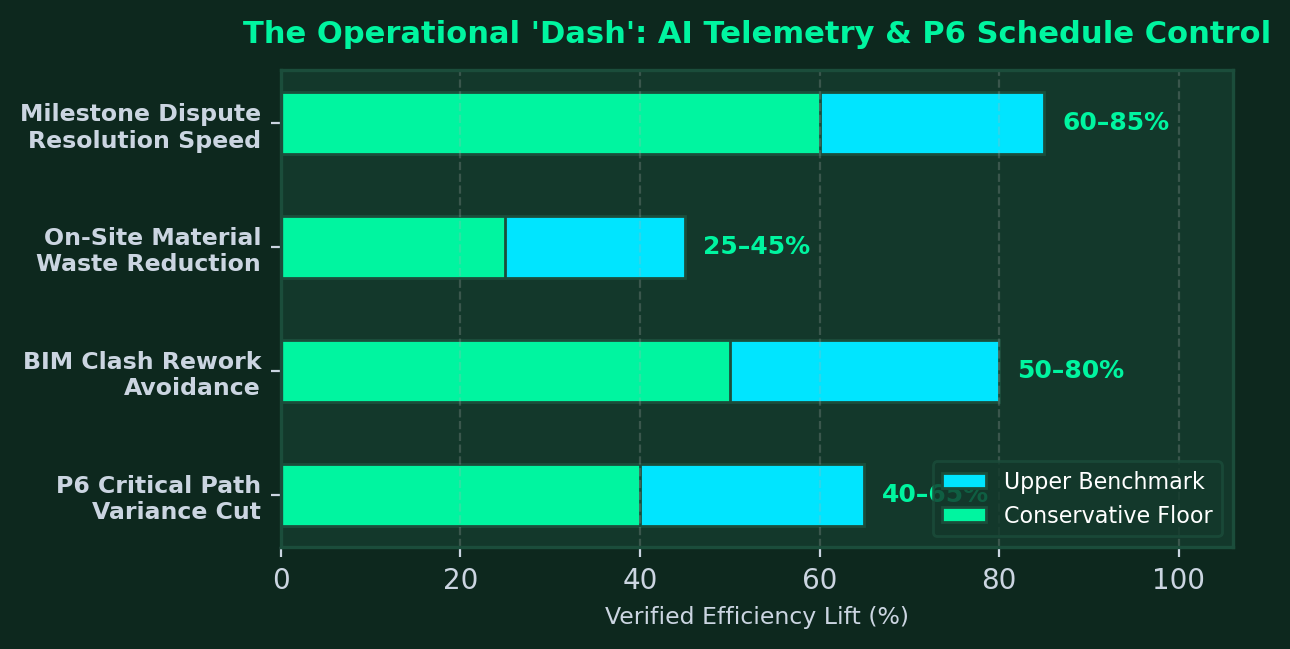 The Operational 'Dash': AI Telemetry & P6 Schedule Control
Milestone Dispute
Resolution Speed
60–85%
On-Site Material
Waste Reduction
25–45%
BIM Clash Rework
Avoidance
50–80%
P6 Critical Path
Variance Cut
40–65%
Upper Benchmark
Conservative Floor
0 20 40 60 80 100
Verified Efficiency Lift (%)